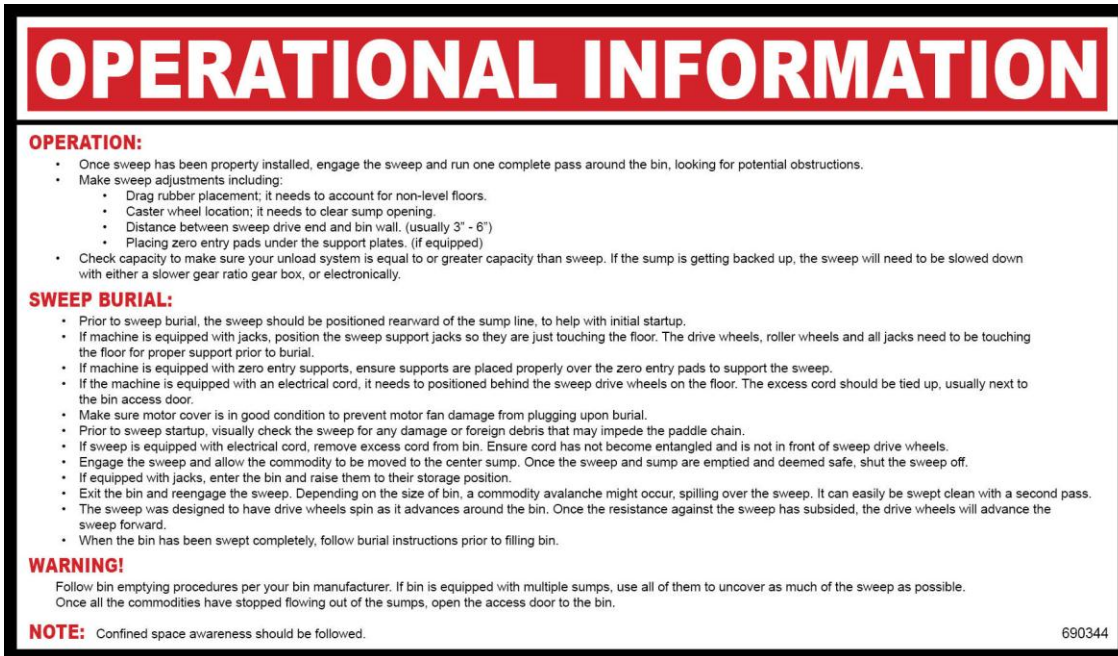 OPERATIONAL INFORMATION
OPERATION:
• Once sweep has been property installed, engage the sweep and run one complete pass around the bin, looking for potential obstructions.
• Make sweep adjustments including:
• Drag rubber placement; it needs to account for non-level floors.
• Caster wheel location; it needs to clear sump opening.
• Distance between sweep drive end and bin wall. (usually 3" - 6")
• Placing zero entry pads under the support plates. (if equipped)
• Check capacity to make sure your unload system is equal to or greater capacity than sweep. If the sump is getting backed up, the sweep will need to be slowed down
with either a slower gear ratio gear box, or electronically.
SWEEP BURIAL:
• Prior to sweep burial, the sweep should be positioned rearward of the sump line, to help with initial startup.
• If machine is equipped with jacks, position the sweep support jacks so they are just touching the floor. The drive wheels, roller wheels and all jacks need to be touching
the floor for proper support prior to burial.
• If machine is equipped with zero entry supports, ensure supports are placed properly over the zero entry pads to support the sweep.
• If the machine is equipped with an electrical cord, it needs to positioned behind the sweep drive wheels on the floor. The excess cord should be tied up, usually next to
the bin access door.
• Make sure motor cover is in good condition to prevent motor fan damage from plugging upon burial.
• Prior to sweep startup, visually check the sweep for any damage or foreign debris that may impede the paddle chain.
• If sweep is equipped with electrical cord, remove excess cord from bin. Ensure cord has not become entangled and is not in front of sweep drive wheels.
• Engage the sweep and allow the commodity to be moved to the center sump. Once the sweep and sump are emptied and deemed safe, shut the sweep off.
• If equipped with jacks, enter the bin and raise them to their storage position.
• Exit the bin and reengage the sweep. Depending on the size of bin, a commodity avalanche might occur, spilling over the sweep. It can easily be swept clean with a second pass.
• The sweep was designed to have drive wheels spin as it advances around the bin. Once the resistance against the sweep has subsided, the drive wheels will advance the
sweep forward.
• When the bin has been swept completely, follow burial instructions prior to filling bin.
WARNING!
Follow bin emptying procedures per your bin manufacturer. If bin is equipped with multiple sumps, use all of them to uncover as much of the sweep as possible.
Once all the commodities have stopped flowing out of the sumps, open the access door to the bin.
NOTE: Confined space awareness should be followed.
690344